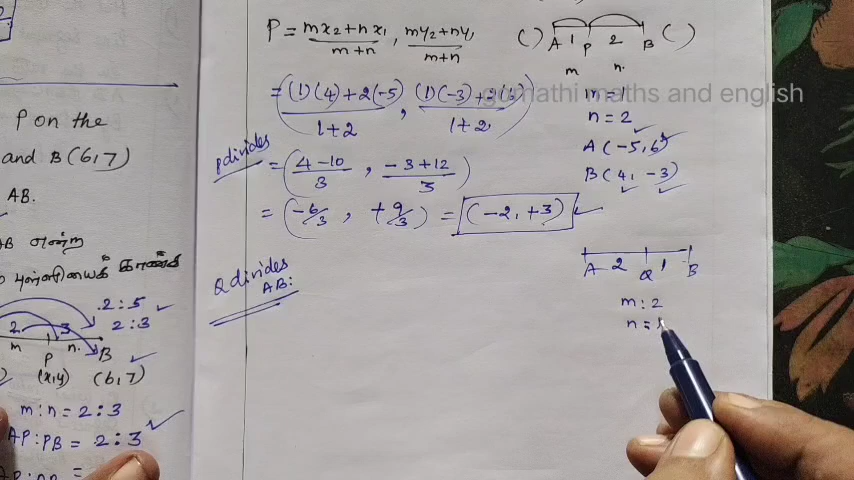 P on the
and B(6,7)
AB.
என்ற
2:5
2:3
2 3
m P n. B
(x,y) (6,7)
m:n = 2:3
AP:PB = 2:3
P = mx₂+nx₁/m+n , my₂+ny₁/m+n
( ) A 1 P 2 B ( )
m n.
= ( (1)(4)+2(-5)/1+2 , (1)(-3)+2(6)/1+2 )
m = 1
n = 2
gomathi maths and english
P divides
= ( 4-10/3 , -3+12/3 )
A(-5,6)
B(4,-3)
= ( -6/3 , +9/3 ) = (-2,+3)
Q divides
AB:
A 2 Q 1 B
m : 2
n =